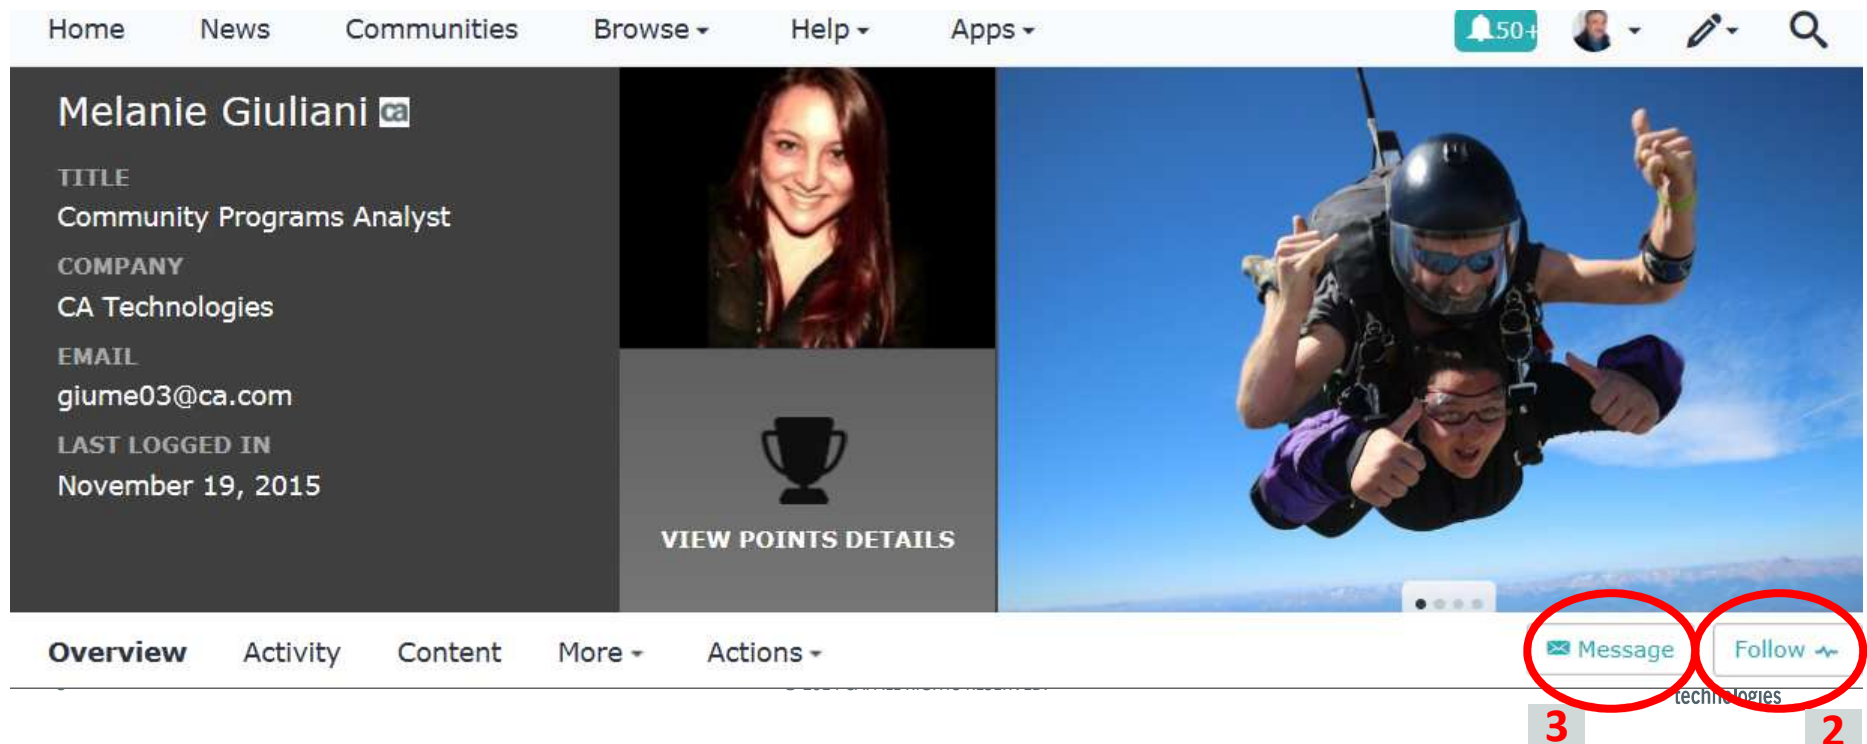 Home News Communities Browse Help Apps 50+
Melanie Giuliani ca
TITLE
Community Programs Analyst
COMPANY
CA Technologies
EMAIL
giume03@ca.com
LAST LOGGED IN
November 19, 2015
VIEW POINTS DETAILS
Overview Activity Content More Actions Message Follow
technologies
3 2